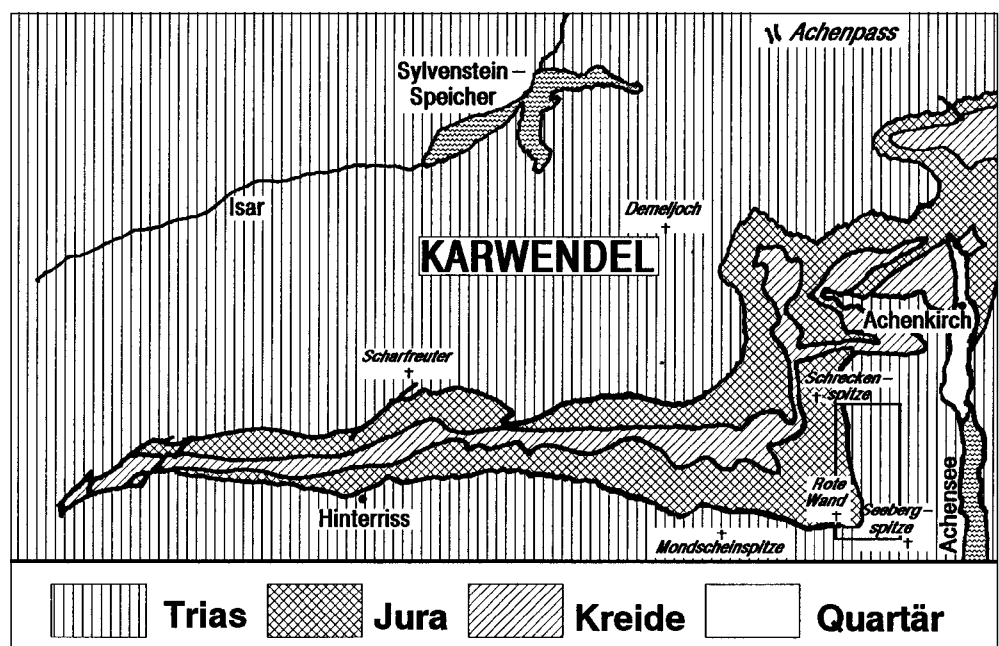 Achenpass
Sylvenstein–
Speicher
Isar
Demeljoch
KARWENDEL
Achenkirch
Scharfreuter
Schrecken–
spitze
Rote
Wand
Seeberg–
spitze
Achensee
Hinterriss
Mondscheinspitze
Trias
Jura
Kreide
Quartär